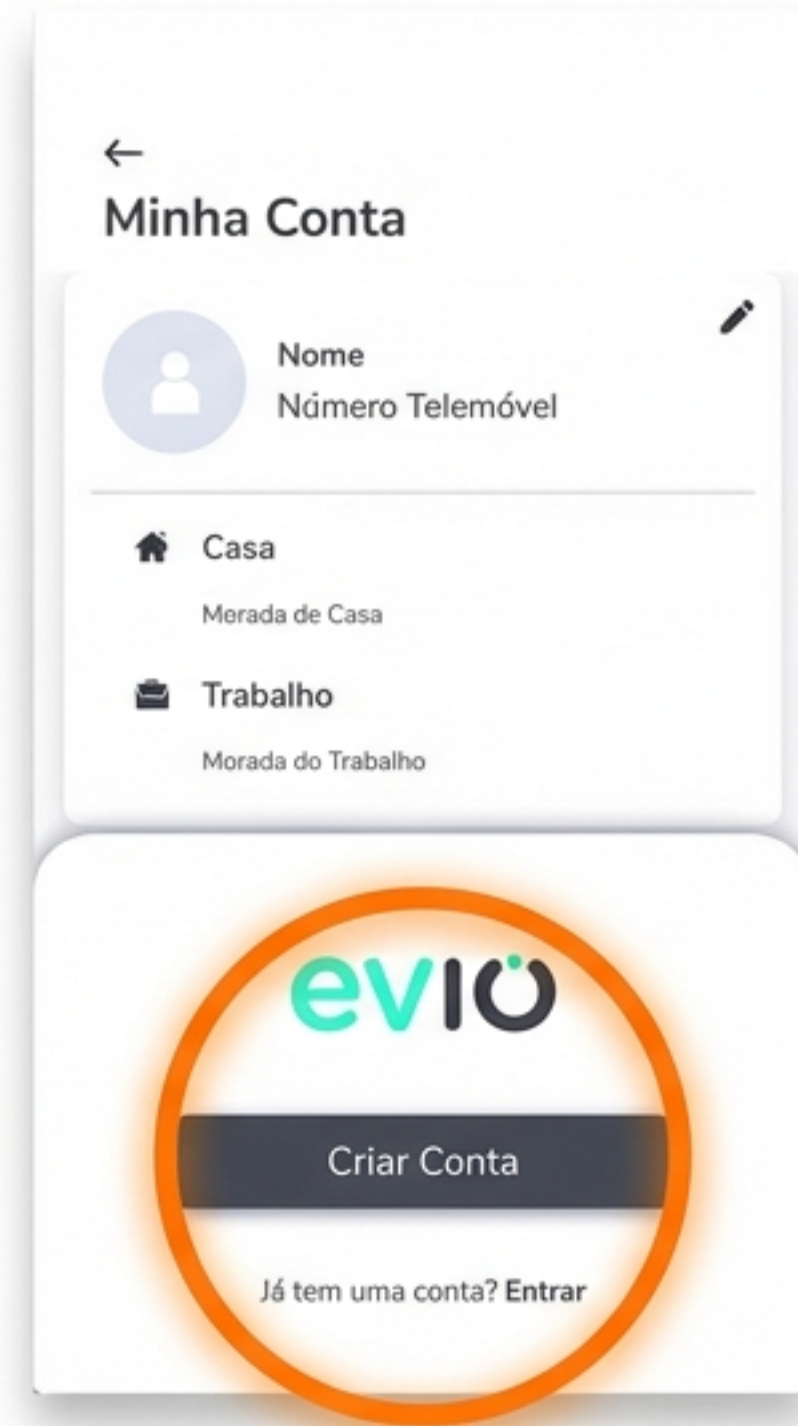 Minha Conta
Nome
Número Telemóvel
Casa
Merada de Casa
Trabalho
Morada do Trabalho
evio
Criar Conta
Já tem uma conta? Entrar